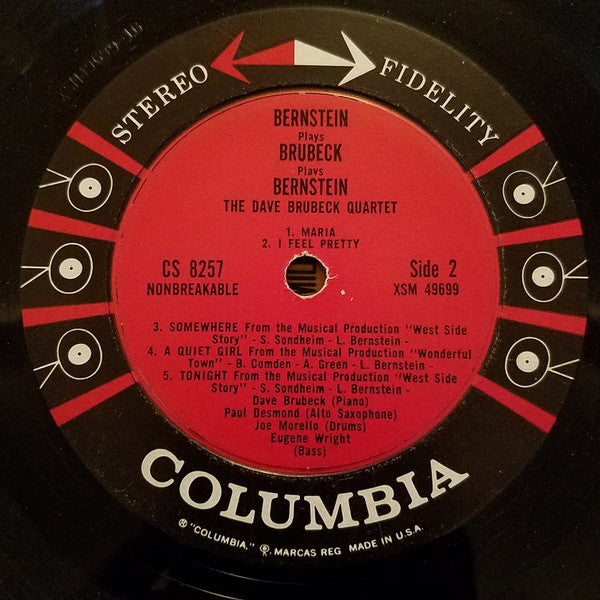 STEREO FIDELITY
BERNSTEIN
Plays
BRUBECK
Plays
BERNSTEIN
THE DAVE BRUBECK QUARTET
1. MARIA
2. I FEEL PRETTY
CS 8257
NONBREAKABLE
Side 2
XSM 49699
3. SOMEWHERE From the Musical Production "West Side
Story" - S. Sondheim - L. Bernstein -
4. A QUIET GIRL From the Musical Production "Wonderful
Town" - B. Comden - A. Green - L. Bernstein -
5. TONIGHT From the Musical Production "West Side
Story" - S. Sondheim - L. Bernstein -
Dave Brubeck (Piano)
Paul Desmond (Alto Saxophone)
Joe Morello (Drums)
Eugene Wright
(Bass)
COLUMBIA
® "COLUMBIA," ®. MARCAS REG MADE IN U.S.A.